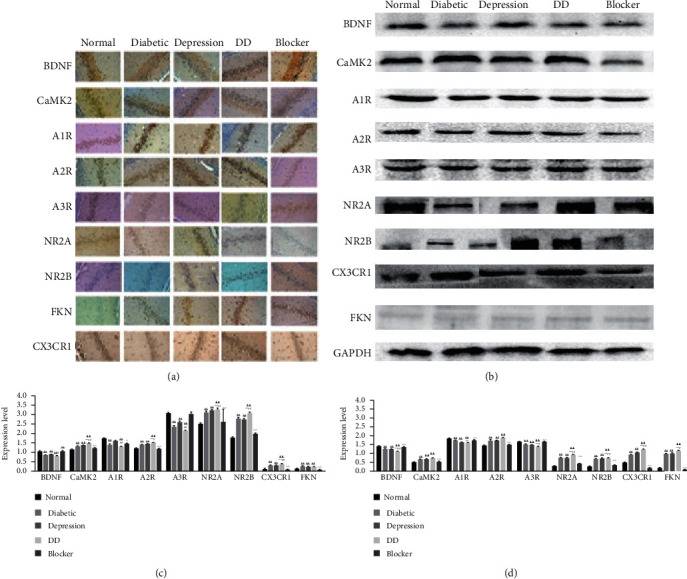 Normal Diabetic Depression DD Blocker
BDNF
CaMK2
A1R
A2R
A3R
NR2A
NR2B
FKN
CX3CR1
(a)
Normal Diabetic Depression DD Blocker
BDNF
CaMK2
A1R
A2R
A3R
NR2A
NR2B
CX3CR1
FKN
GAPDH
(b)
Expression level
4.0
3.5
3.0
2.5
2.0
1.5
1.0
0.5
0.0
BDNF CaMK2 A1R A2R A3R NR2A NR2B CX3CR1 FKN
Normal
Diabetic
Depression
DD
Blocker
(c)
Expression level
4.0
3.5
3.0
2.5
2.0
1.5
1.0
0.5
0.0
BDNF CaMK2 A1R A2R A3R NR2A NR2B CX3CR1 FKN
Normal
Diabetic
Depression
DD
Blocker
(d)